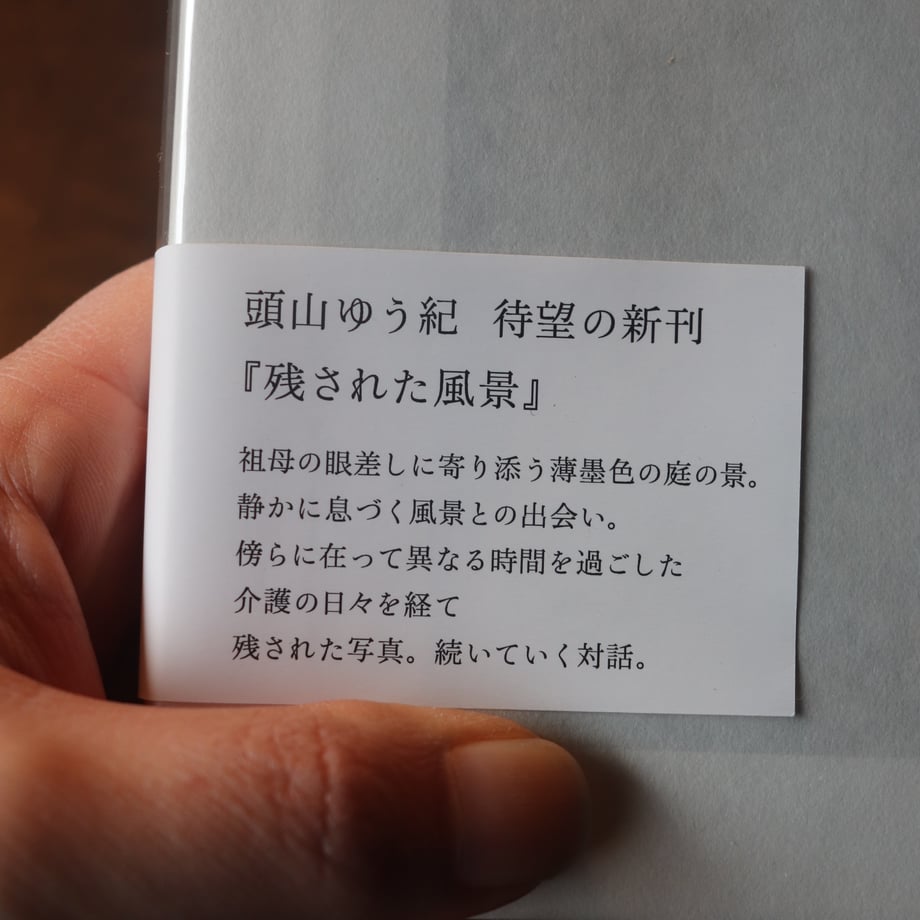 頭山ゆう紀　待望の新刊
『残された風景』
祖母の眼差しに寄り添う薄墨色の庭の景。
静かに息づく風景との出会い。
傍らに在って異なる時間を過ごした
介護の日々を経て
残された写真。続いていく対話。